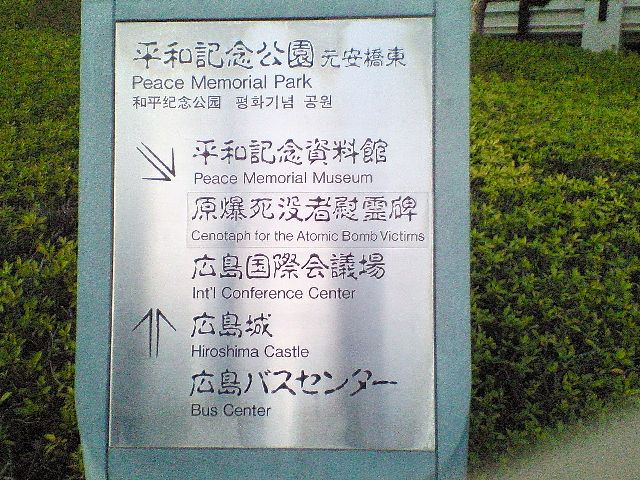 平和記念公園 元安橋東
Peace Memorial Park
和平纪念公园 평화기념 공원
平和記念資料館
Peace Memorial Museum
原爆死没者慰霊碑
Cenotaph for the Atomic Bomb Victims
広島国際会議場
Int'l Conference Center
広島城
Hiroshima Castle
広島バスセンター
Bus Center